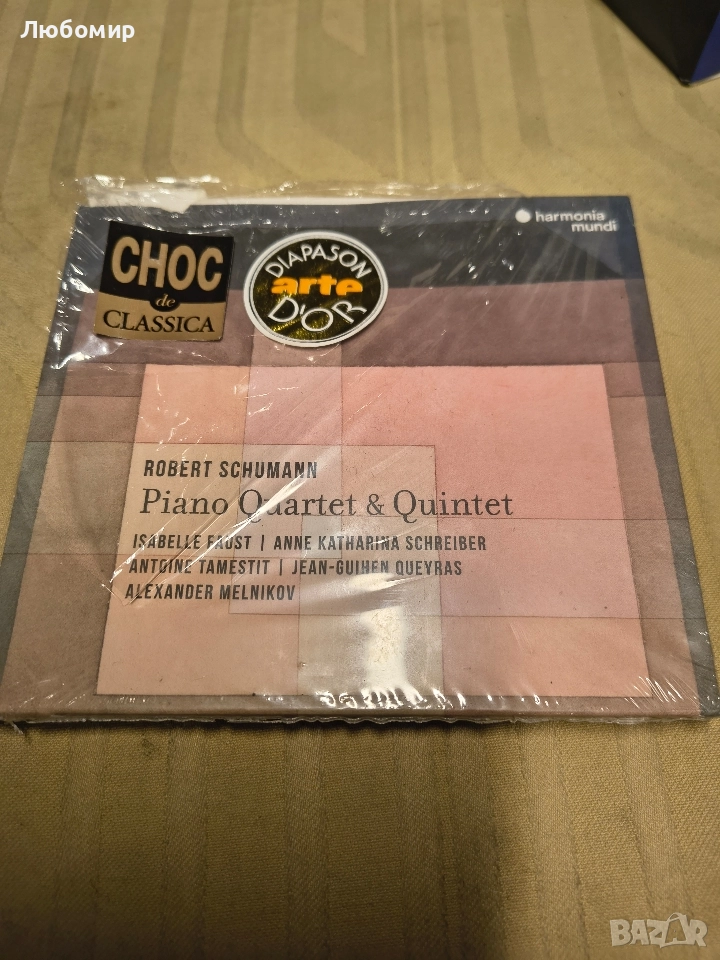 Любомир
harmonia
mundi
CHOC
de
CLASSICA
DIAPASON
arte
D'OR
ROBERT SCHUMANN
Piano Quartet & Quintet
ISABELLE FAUST | ANNE KATHARINA SCHREIBER
ANTOINE TAMESTIT | JEAN-GUIHEN QUEYRAS
ALEXANDER MELNIKOV
BAZAR